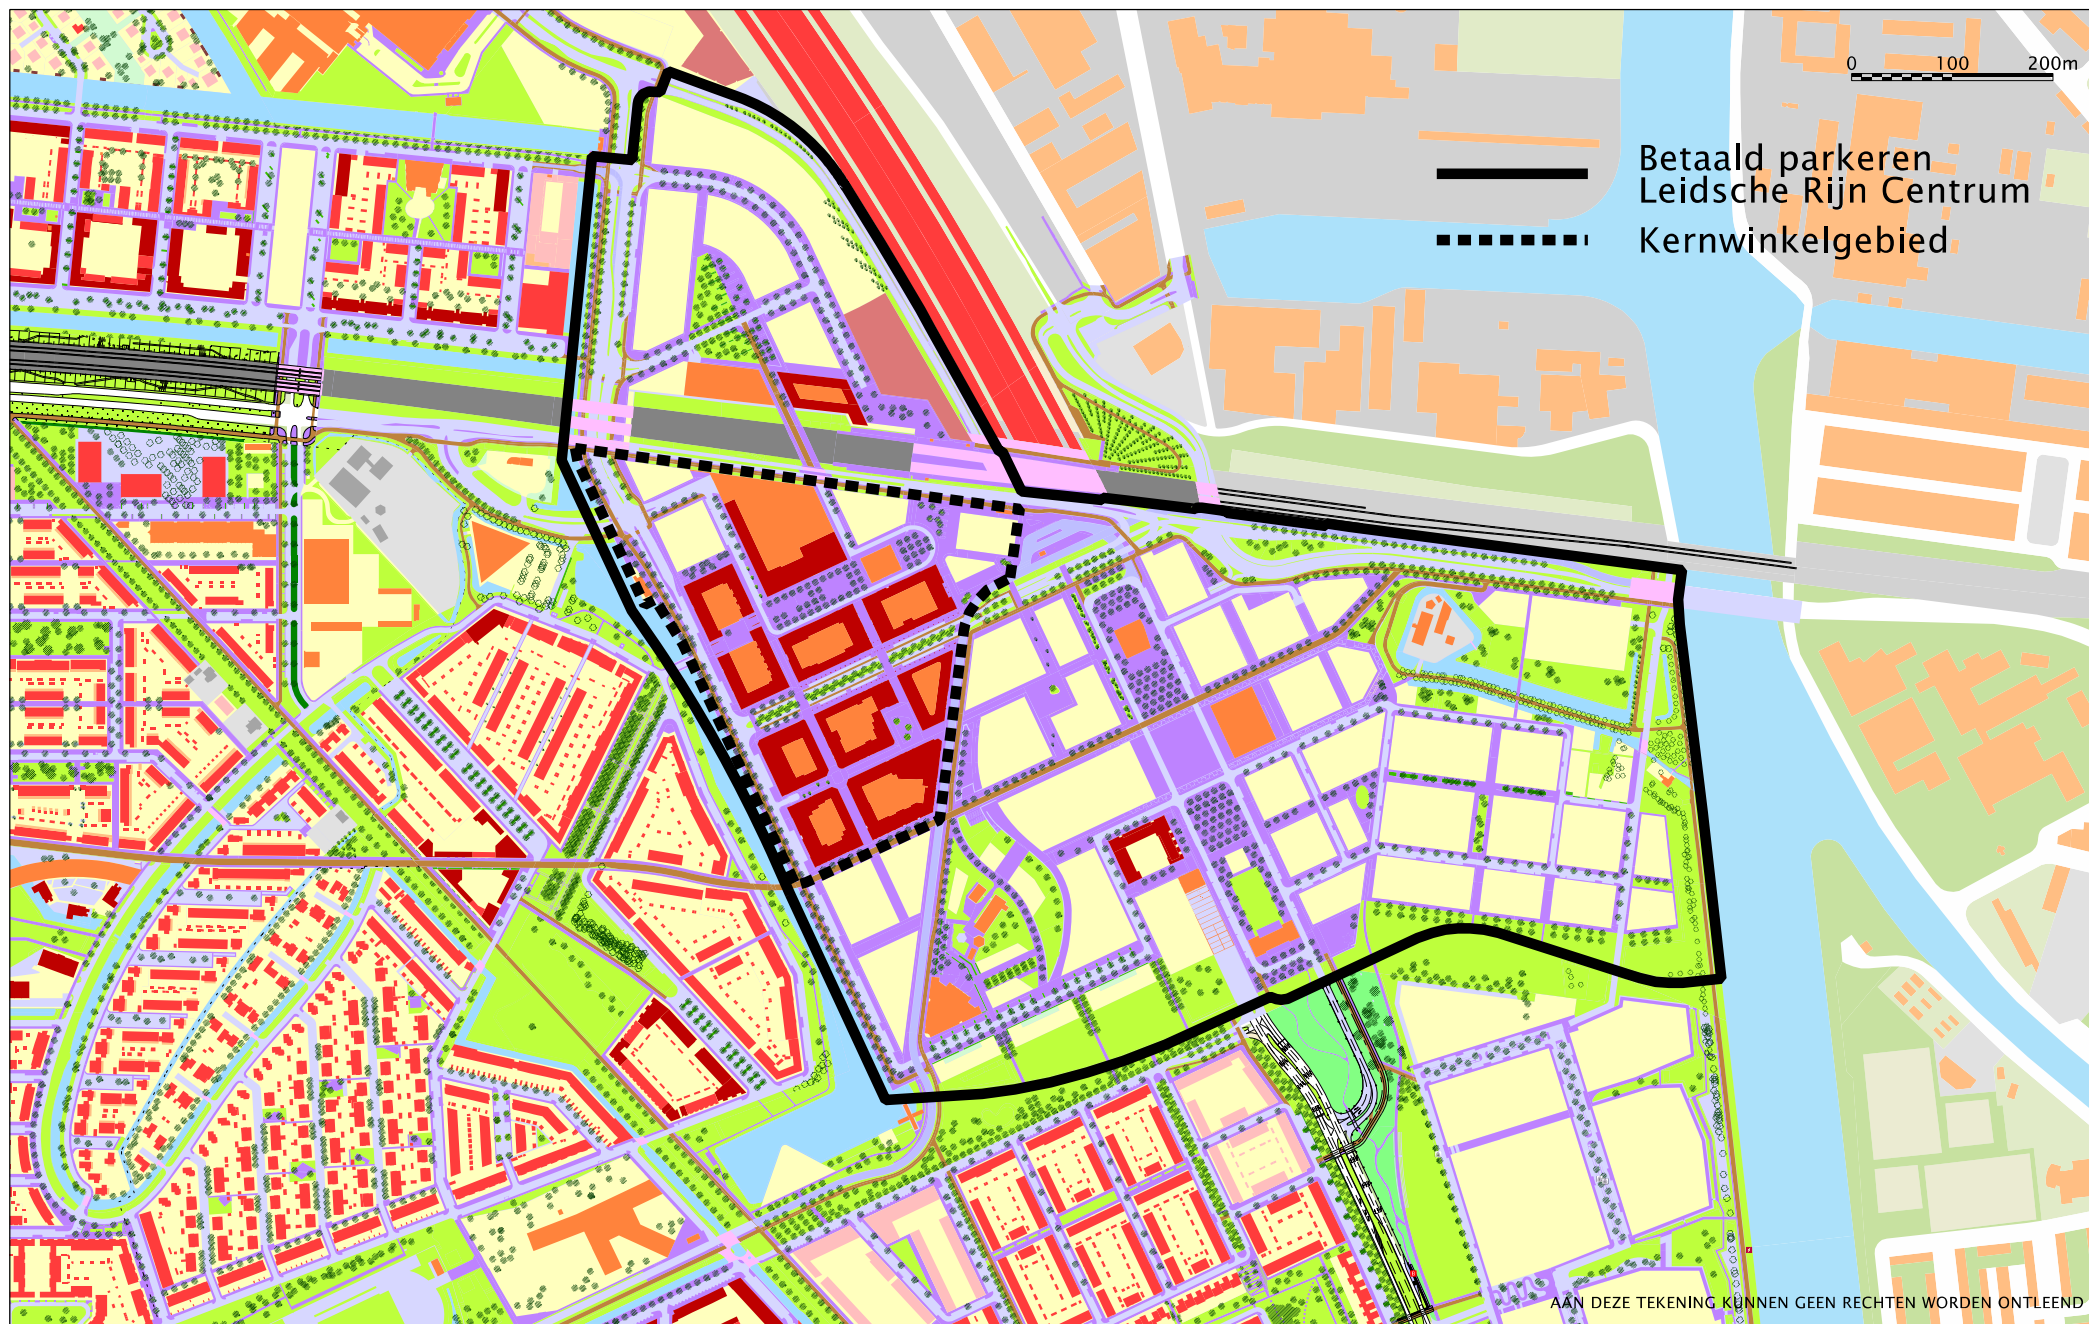 0 100 200m
Betaald parkeren
Leidsche Rijn Centrum
Kernwinkelgebied
AAN DEZE TEKENING KUNNEN GEEN RECHTEN WORDEN ONTLEEND